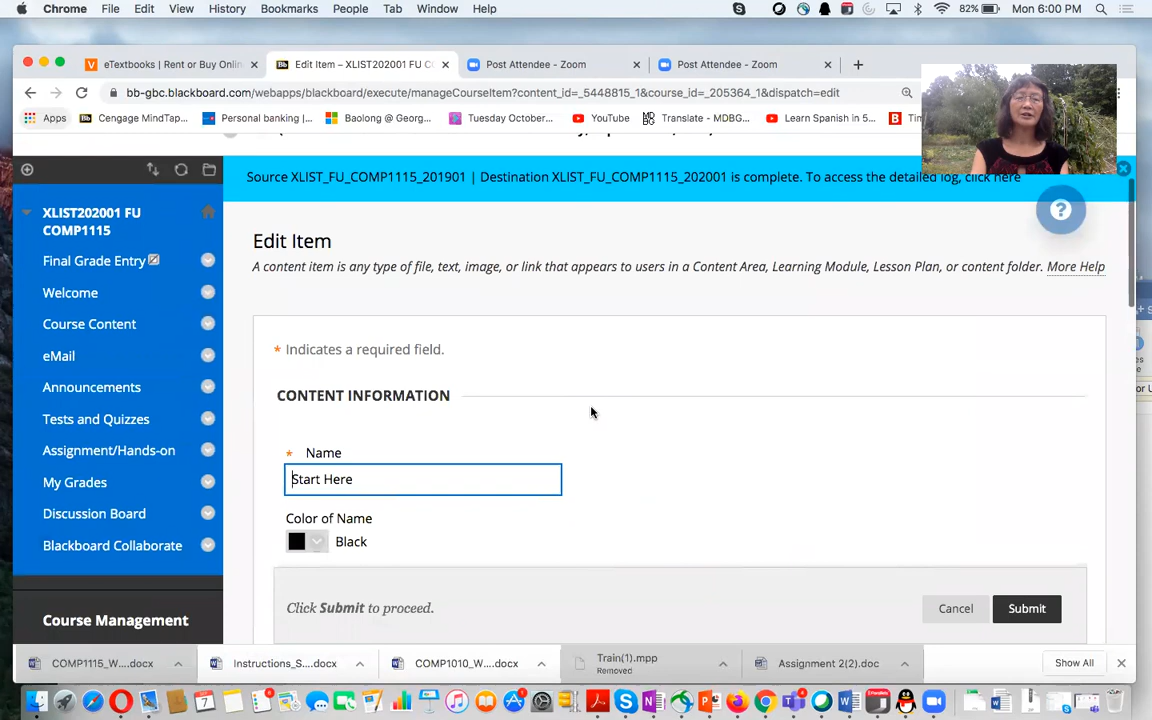 Chrome File Edit View History Bookmarks People Tab Window Help 82% Mon 6:00 PM
eTextbooks | Rent or Buy Onlin
Bb Edit Item – XLIST202001 FU C
Post Attendee - Zoom
Post Attendee - Zoom
bb-gbc.blackboard.com/webapps/blackboard/execute/manageCourseItem?content_id=_5448815_1&course_id=_205364_1&dispatch=edit
Apps Cengage MindTap... Personal banking |... Baolong @ Georg... Tuesday October... YouTube Translate - MDBG... Learn Spanish in 5...
Source XLIST_FU_COMP1115_201901 | Destination XLIST_FU_COMP1115_202001 is complete. To access the detailed log, click here
XLIST202001 FU
COMP1115
Final Grade Entry
Welcome
Course Content
eMail
Announcements
Tests and Quizzes
Assignment/Hands-on
My Grades
Discussion Board
Blackboard Collaborate
Course Management
Edit Item
A content item is any type of file, text, image, or link that appears to users in a Content Area, Learning Module, Lesson Plan, or content folder. More Help
* Indicates a required field.
CONTENT INFORMATION
* Name
Start Here
Color of Name
Black
Click Submit to proceed.
Cancel Submit
COMP1115_W....docx
Instructions_S....docx
COMP1010_W....docx
Train(1).mpp
Removed
Assignment 2(2).doc
Show All